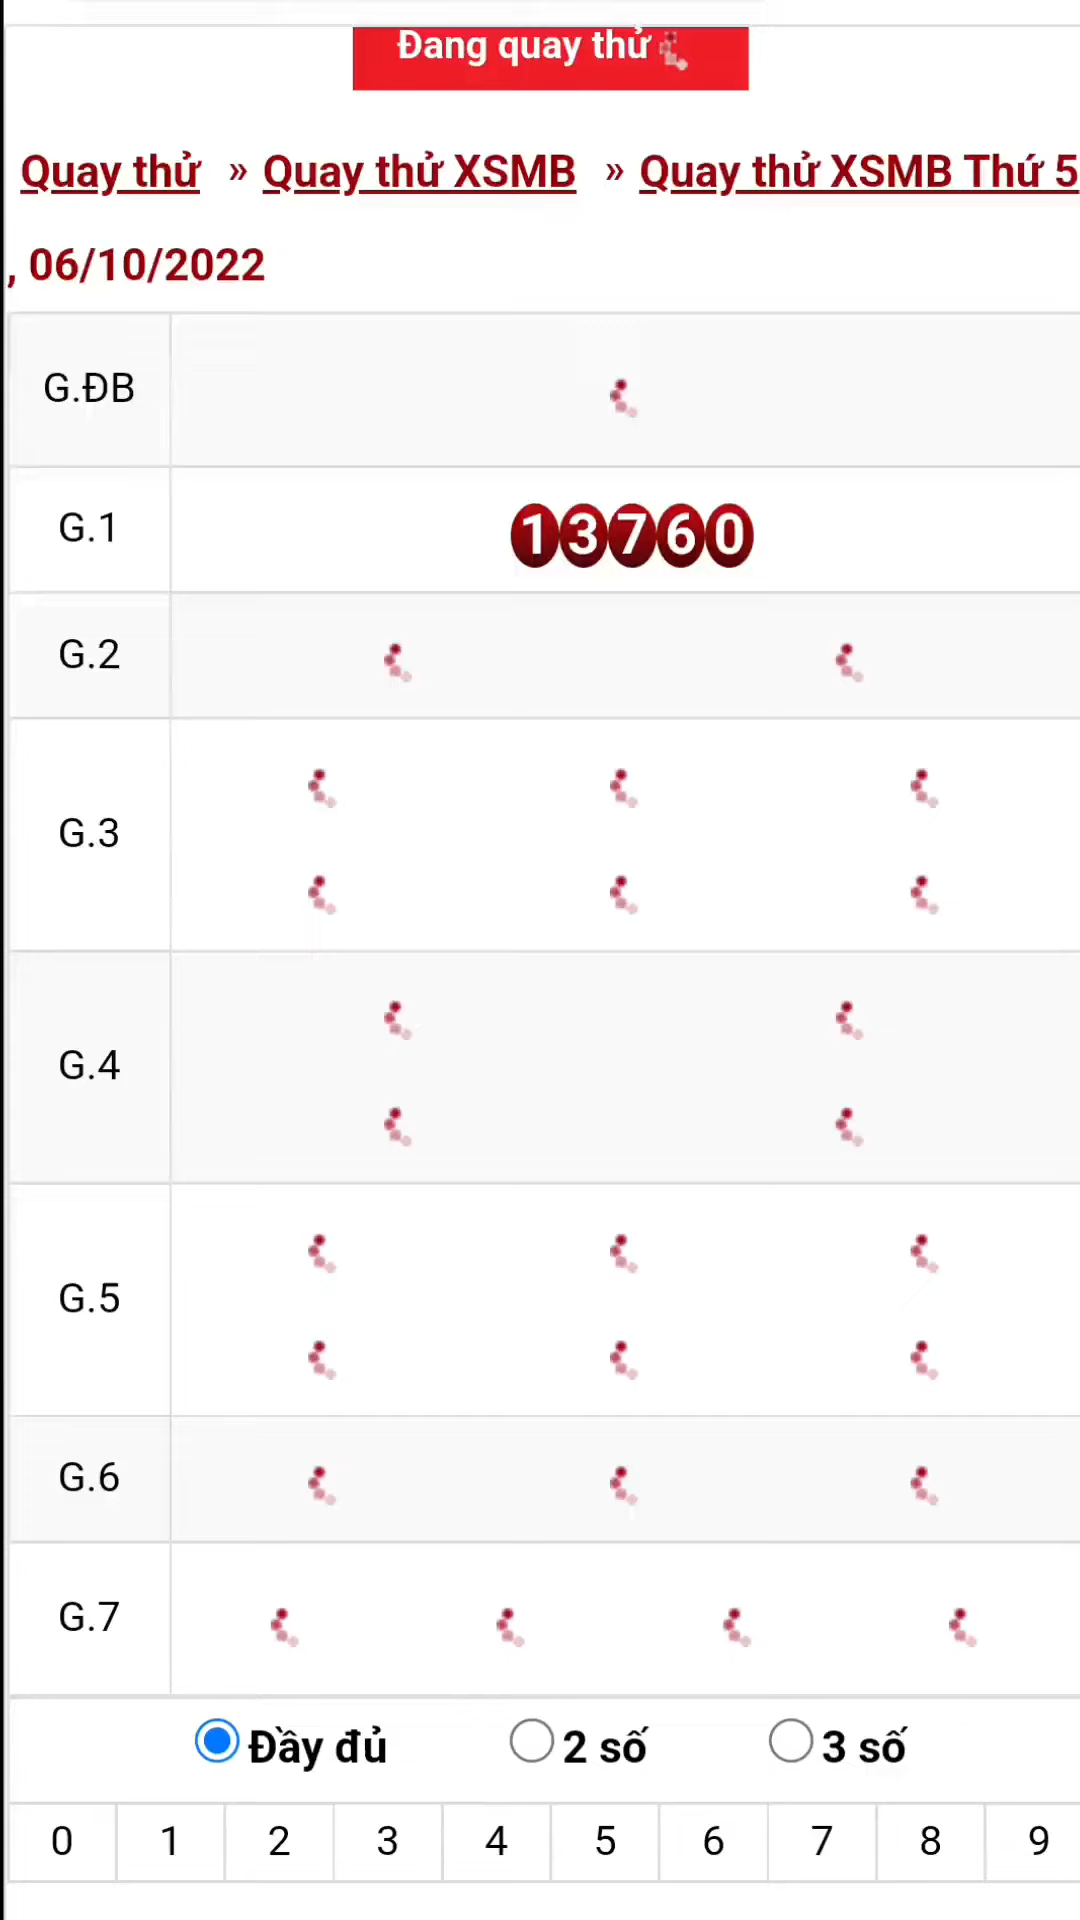 Đang quay thử
Quay thử » Quay thử XSMB » Quay thử XSMB Thứ 5
, 06/10/2022
G.ĐB
G.1 13760
G.2
G.3
G.4
G.5
G.6
G.7
Đầy đủ 2 số 3 số
0 1 2 3 4 5 6 7 8 9